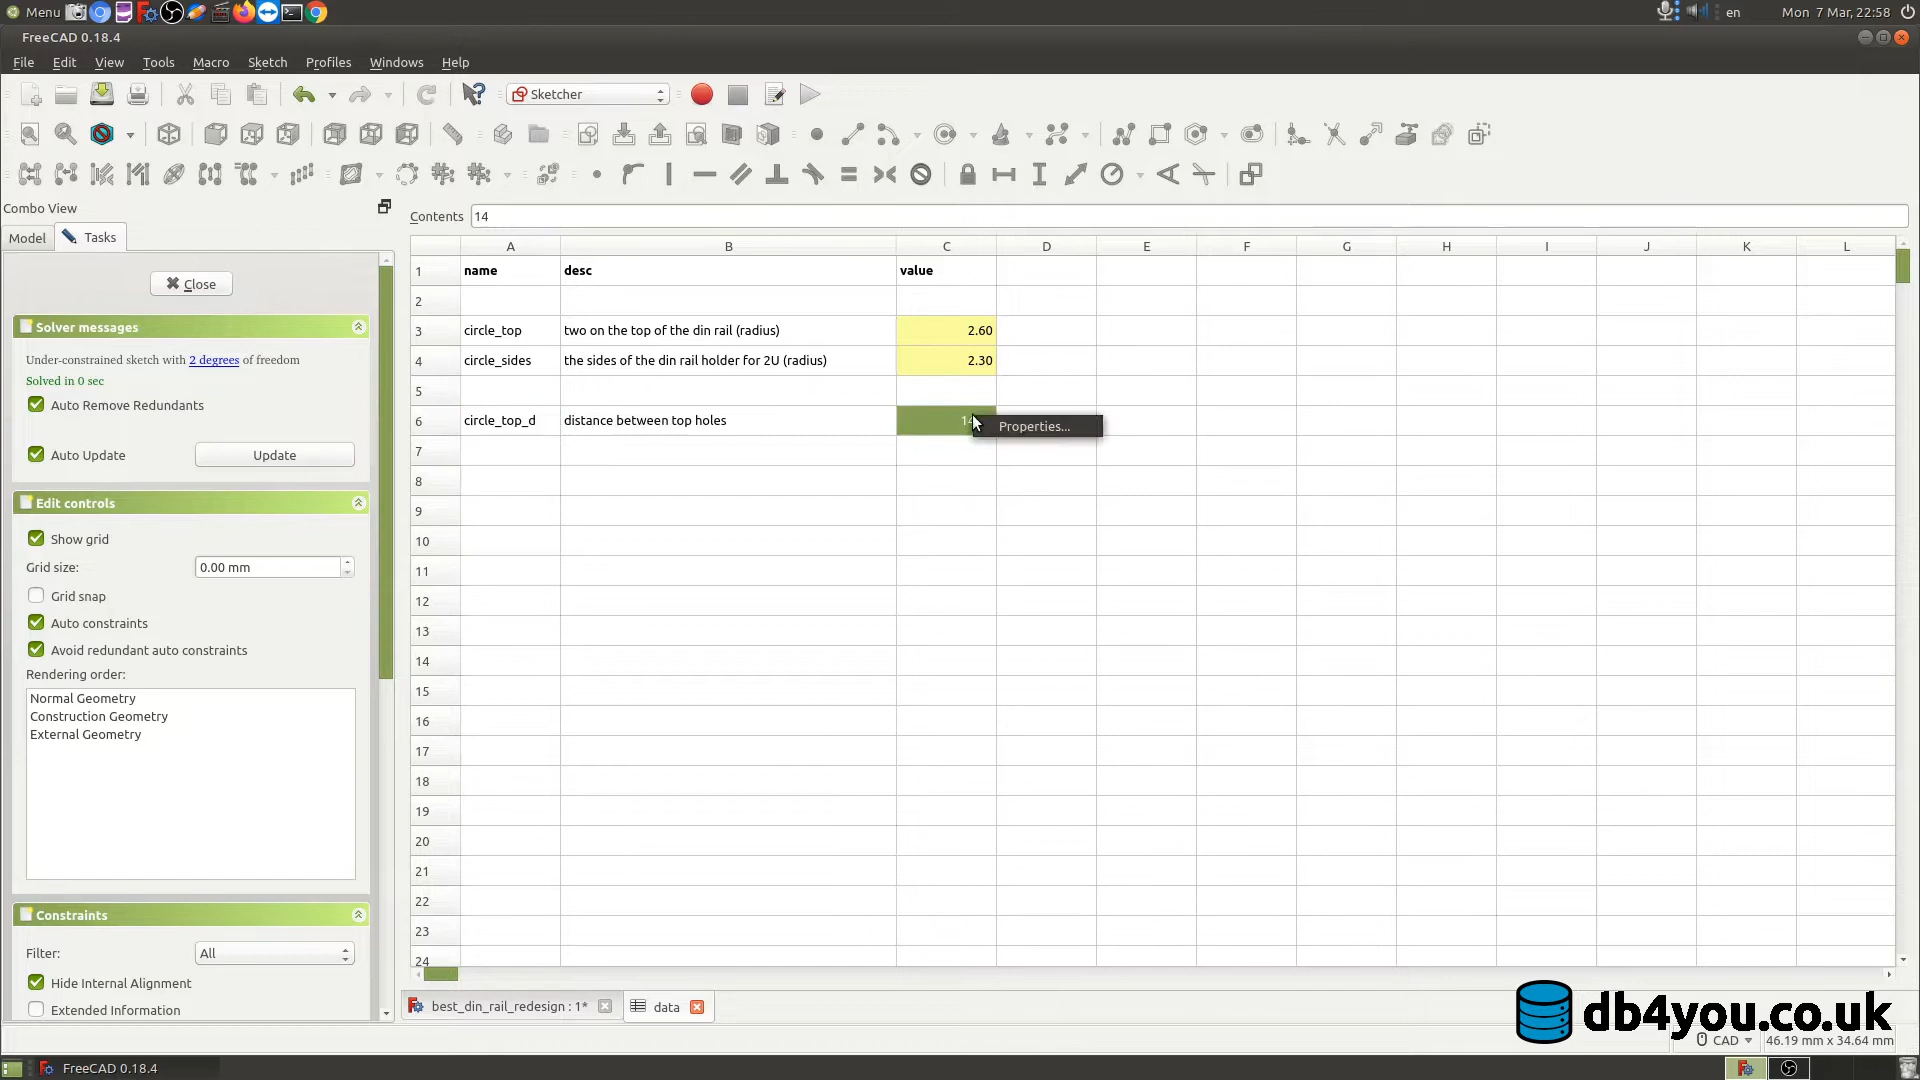 Menu
en
Mon 7 Mar, 22:58
FreeCAD 0.18.4
File Edit View Tools Macro Sketch Profiles Windows Help
Sketcher
Combo View
Model Tasks
Contents 14
Close
Solver messages
Under-constrained sketch with 2 degrees of freedom
Solved in 0 sec
Auto Remove Redundants
Auto Update
Update
Edit controls
Show grid
Grid size: 0.00 mm
Grid snap
Auto constraints
Avoid redundant auto constraints
Rendering order:
Normal Geometry
Construction Geometry
External Geometry
Constraints
Filter: All
Hide Internal Alignment
Extended Information
A B C D E F G H I J K L
1 name desc value
2
3 circle_top two on the top of the din rail (radius) 2.60
4 circle_sides the sides of the din rail holder for 2U (radius) 2.30
5
6 circle_top_d distance between top holes
Properties...
7
8
9
10
11
12
13
14
15
16
17
18
19
20
21
22
23
24
best_din_rail_redesign : 1*
data
db4you.co.uk
CAD
46.19 mm x 34.64 mm
FreeCAD 0.18.4